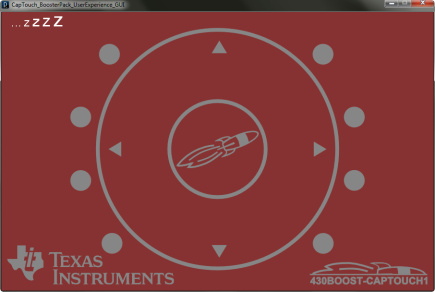 CapTouch_BoosterPack_UserExperience_GUI
...zzzZ
TEXAS
INSTRUMENTS
430BOOST-CAPTOUCH1